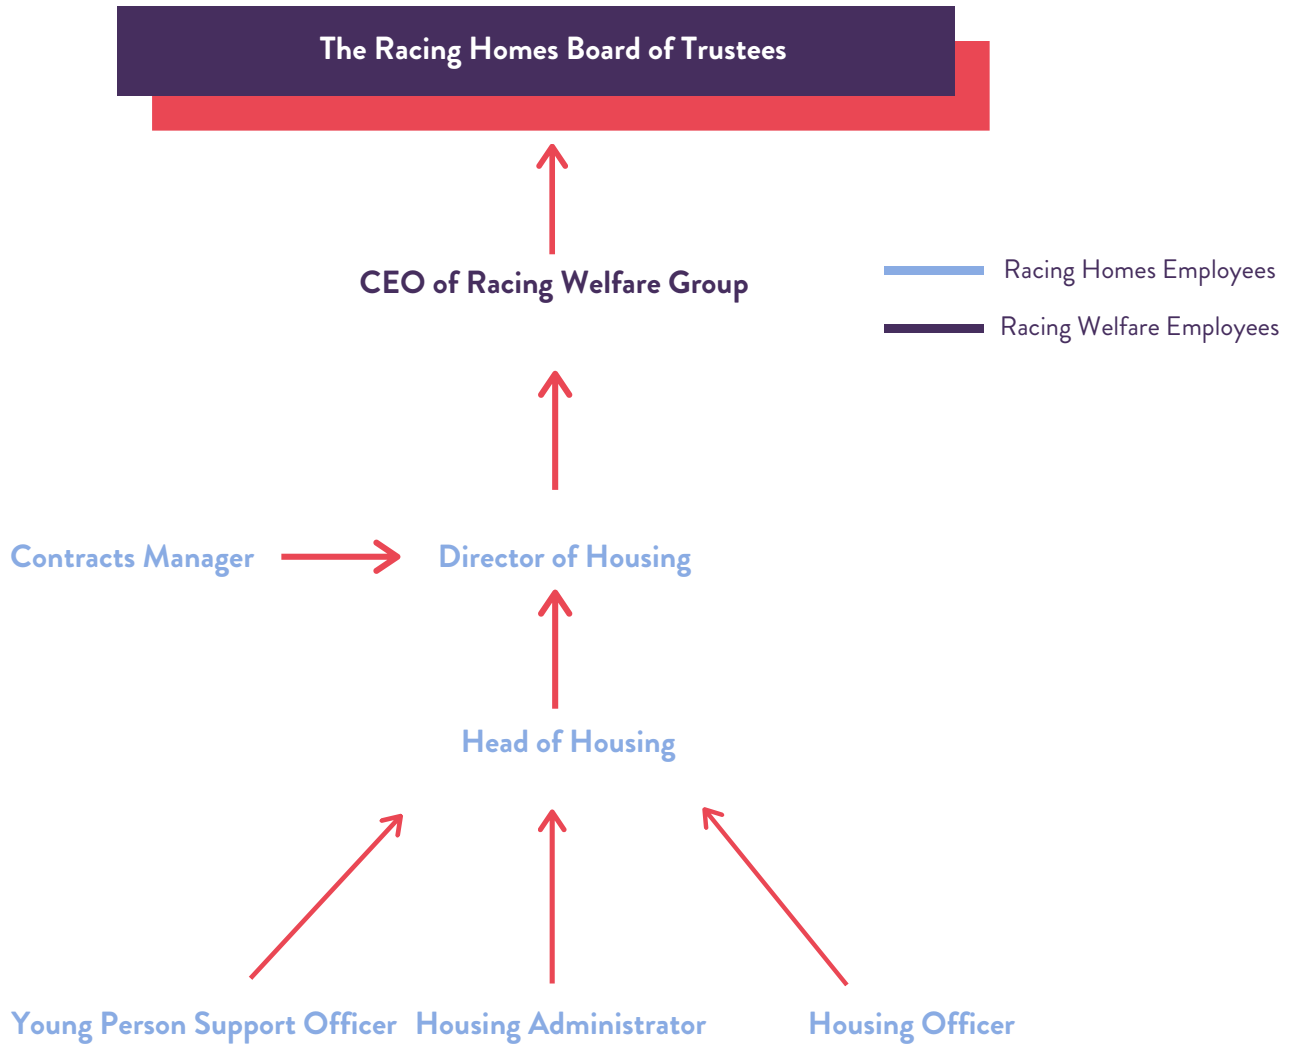 The Racing Homes Board of Trustees
CEO of Racing Welfare Group
Racing Homes Employees
Racing Welfare Employees
Contracts Manager
Director of Housing
Head of Housing
Young Person Support Officer
Housing Administrator
Housing Officer